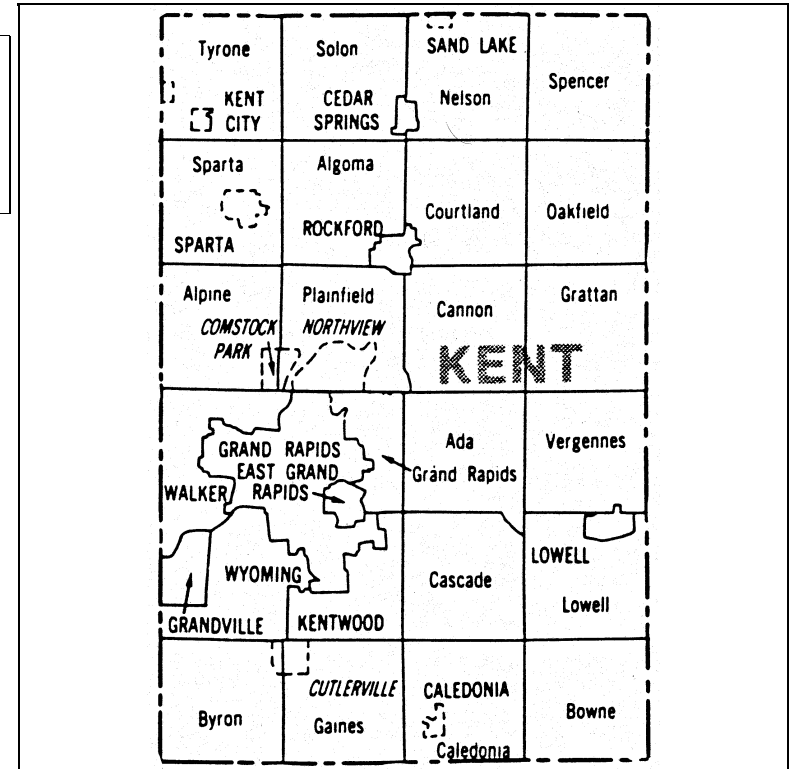 Tyrone
Solon
SAND LAKE
Spencer
KENT
CITY
CEDAR
SPRINGS
Nelson
Sparta
Algoma
Courtland
Oakfield
SPARTA
ROCKFORD
Alpine
Plainfield
Cannon
Grattan
COMSTOCK
PARK
NORTHVIEW
KENT
GRAND RAPIDS
EAST GRAND
RAPIDS
Ada
Vergennes
Grand Rapids
WALKER
WYOMING
Cascade
LOWELL
Lowell
GRANDVILLE
KENTWOOD
CUTLERVILLE
CALEDONIA
Byron
Gaines
Bowne
Caledonia